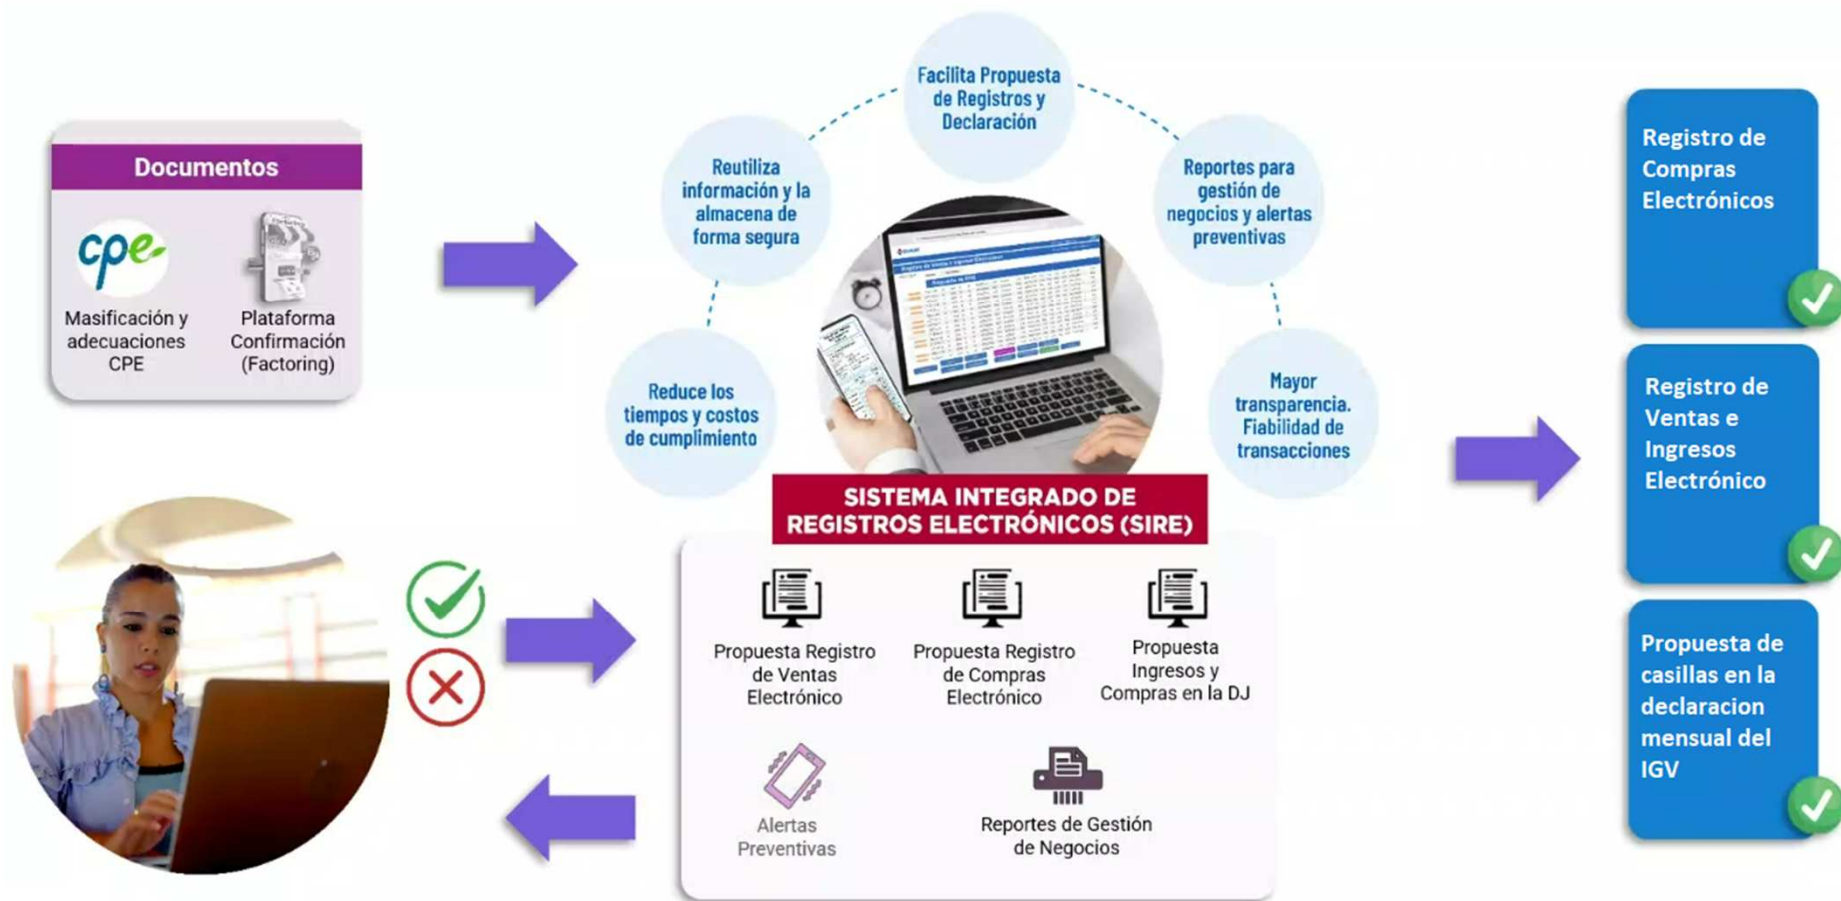 Documentos
cpe
Masificación y
adecuaciones
CPE
Plataforma
Confirmación
(Factoring)
Reduce los
tiempos y costos
de cumplimiento
Reutiliza
información y la
almacena de
forma segura
Facilita Propuesta
de Registros y
Declaración
Reportes para
gestión de
negocios y alertas
preventivas
Mayor
transparencia.
Fiabilidad de
transacciones
SISTEMA INTEGRADO DE
REGISTROS ELECTRÓNICOS (SIRE)
Propuesta Registro
de Ventas
Electrónico
Propuesta Registro
de Compras
Electrónico
Propuesta
Ingresos y
Compras en la DJ
Alertas
Preventivas
Reportes de Gestión
de Negocios
Registro de
Compras
Electrónicos
Registro de
Ventas e
Ingresos
Electrónico
Propuesta de
casillas en la
declaracion
mensual del
IGV